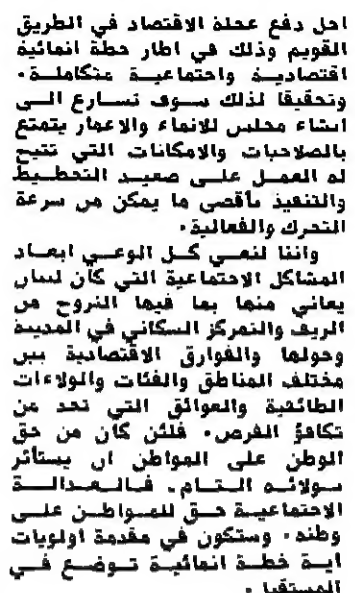 اجل دفع عجلة الاقتصاد في الطريق
القويم وذلك في اطار خطة انمائية
اقتصادية واجتماعية متكاملة.
وتحقيقا لذلك سوف نسارع الى
انشاء مجلس للانماء والاعمار يتمتع
بالصلاحيات والامكانات التي تتيح
له العمل على صعيد التخطيط
والتنفيذ بأقصى ما يمكن من سرعة
التحرك والفعالية.
واننا لنعي كل الوعي ابعاد
المشاكل الاجتماعية التي كان لبنان
يعاني منها بما فيها النزوح من
الريف والتمركز السكاني في المدينة
وحولها والفوارق الاقتصادية بين
مختلف المناطق والفئات والولاءات
الطائفية والعوائق التي تحد من
تكافؤ الفرص. فلئن كان من حق
الوطن على المواطن ان يستأثر
بولائه التام. فالعدالة
الاجتماعية حق للمواطن على
وطنه. وستكون في مقدمة اولويات
اية خطة انمائية توضع في
المستقبل.